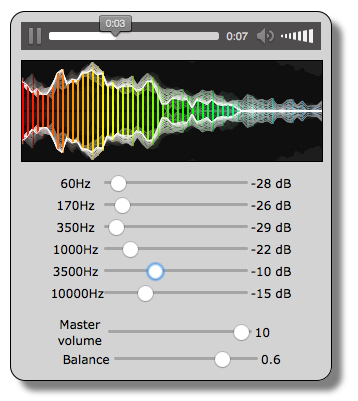 0:03
0:07
60Hz -28 dB
170Hz -26 dB
350Hz -29 dB
1000Hz -22 dB
3500Hz -10 dB
10000Hz -15 dB
Master
volume 10
Balance 0.6